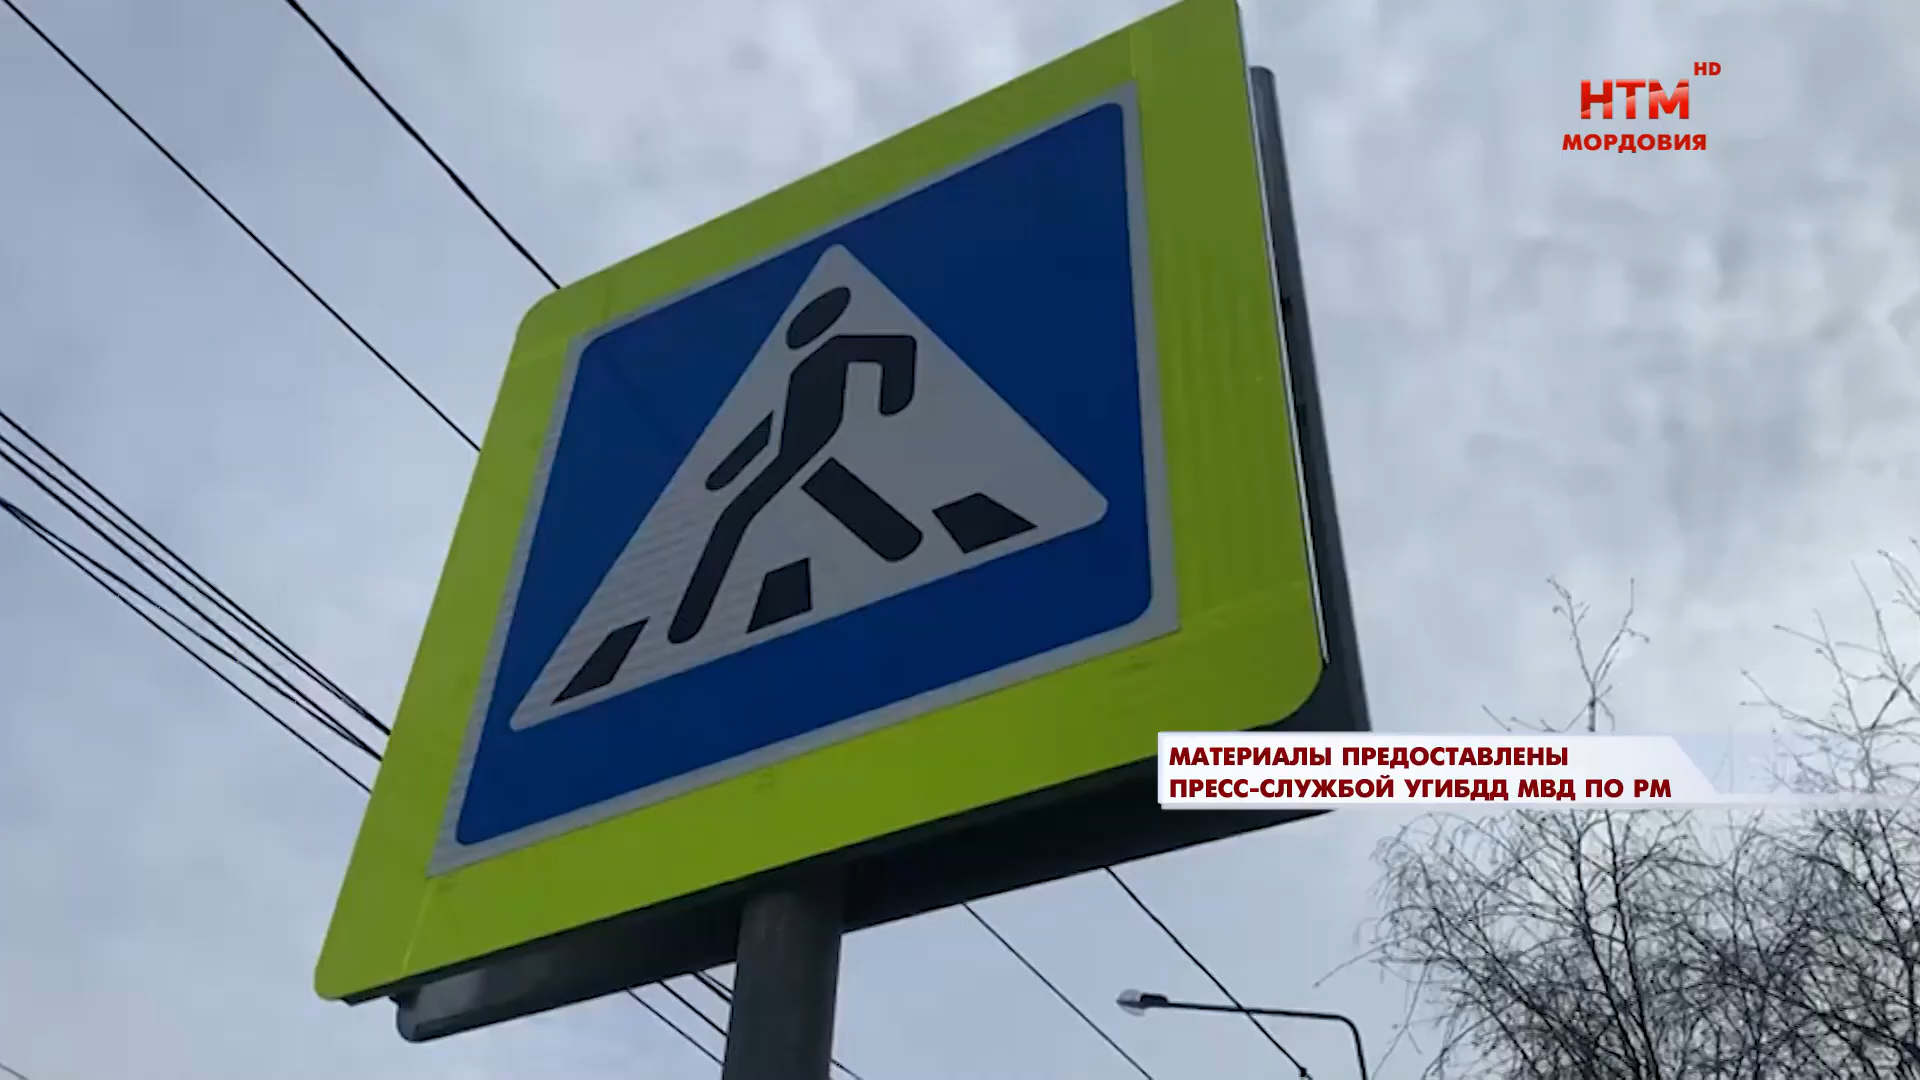 HD
НТМ
МОРДОВИЯ
МАТЕРИАЛЫ ПРЕДОСТАВЛЕНЫ
ПРЕСС-СЛУЖБОЙ УГИБДД МВД ПО РМ